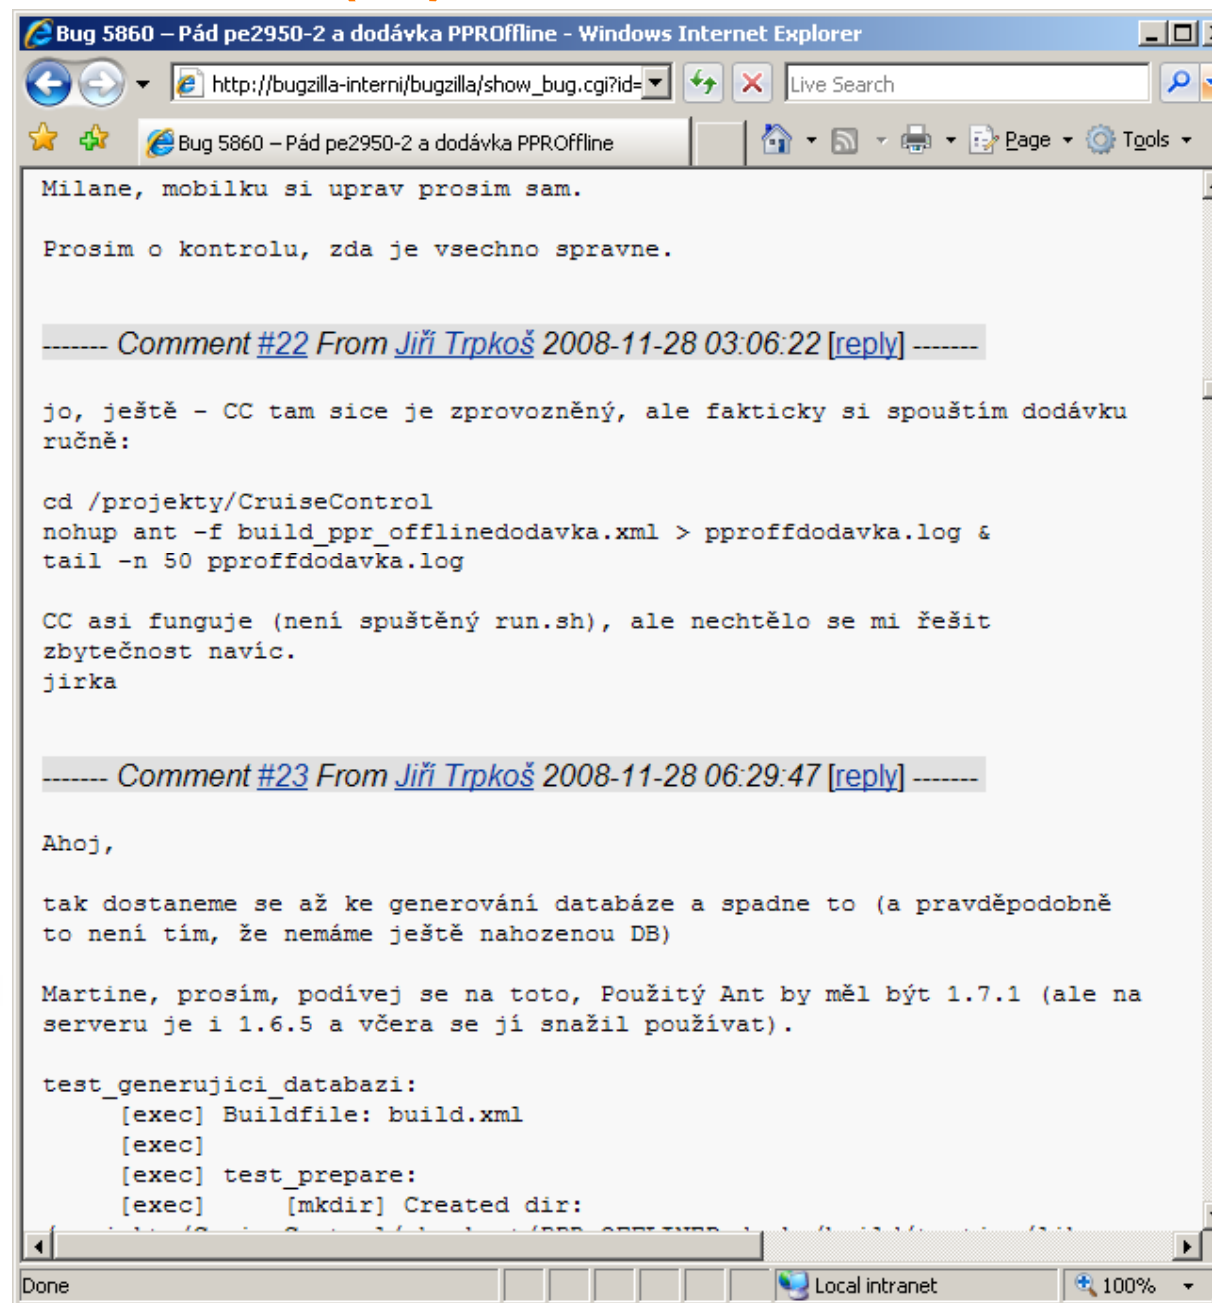 Bug 5860 – Pád pe2950-2 a dodávka PPROffline - Windows Internet Explorer
http://bugzilla-interni/bugzilla/show_bug.cgi?id=
Live Search
Bug 5860 – Pád pe2950-2 a dodávka PPROffline
Page
Tools
Milane, mobilku si uprav prosim sam.
Prosim o kontrolu, zda je vsechno spravne.
------- Comment #22 From Jiří Trpkoš 2008-11-28 03:06:22 [reply] -------
jo, ještě - CC tam sice je zprovozněný, ale fakticky si spouštím dodávku
ručně:
cd /projekty/CruiseControl
nohup ant -f build_ppr_offlinedodavka.xml > pproffdodavka.log &
tail -n 50 pproffdodavka.log
CC asi funguje (není spuštěný run.sh), ale nechtělo se mi řešit
zbytečnost navíc.
jirka
------- Comment #23 From Jiří Trpkoš 2008-11-28 06:29:47 [reply] -------
Ahoj,
tak dostaneme se až ke generování databáze a spadne to (a pravděpodobně
to není tím, že nemáme ještě nahozenou DB)
Martine, prosím, podívej se na toto, Použitý Ant by měl být 1.7.1 (ale na
serveru je i 1.6.5 a včera se jí snažil používat).
test_generujici_databazi:
[exec] Buildfile: build.xml
[exec]
[exec] test_prepare:
[exec] [mkdir] Created dir:
Done
Local intranet
100%